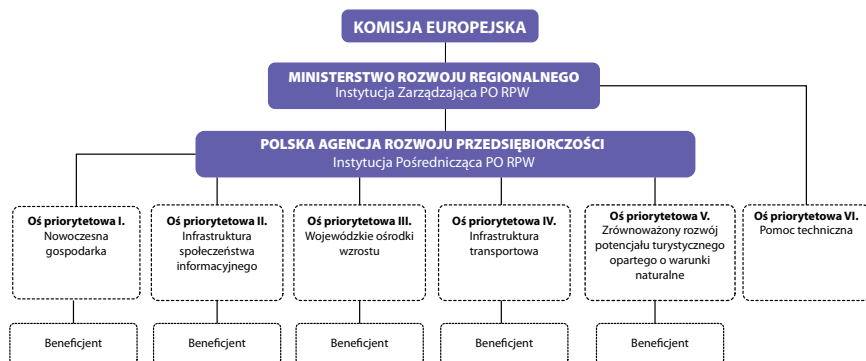 KOMISJA EUROPEJSKA
MINISTERSTWO ROZWOJU REGIONALNEGO
Instytucja Zarządzająca PO RPW
POLSKA AGENCJA ROZWOJU PRZEDSIĘBIORCZOŚCI
Instytucja Pośrednicząca PO RPW
Oś priorytetowa I.
Nowoczesna
gospodarka
Oś priorytetowa II.
Infrastruktura
społeczeństwa
informacyjnego
Oś priorytetowa III.
Wojewódzkie ośrodki
wzrostu
Oś priorytetowa IV.
Infrastruktura
transportowa
Oś priorytetowa V.
Zrównoważony rozwój
potencjału turystycznego
opartego o warunki
naturalne
Oś priorytetowa VI.
Pomoc techniczna
Beneficjent
Beneficjent
Beneficjent
Beneficjent
Beneficjent